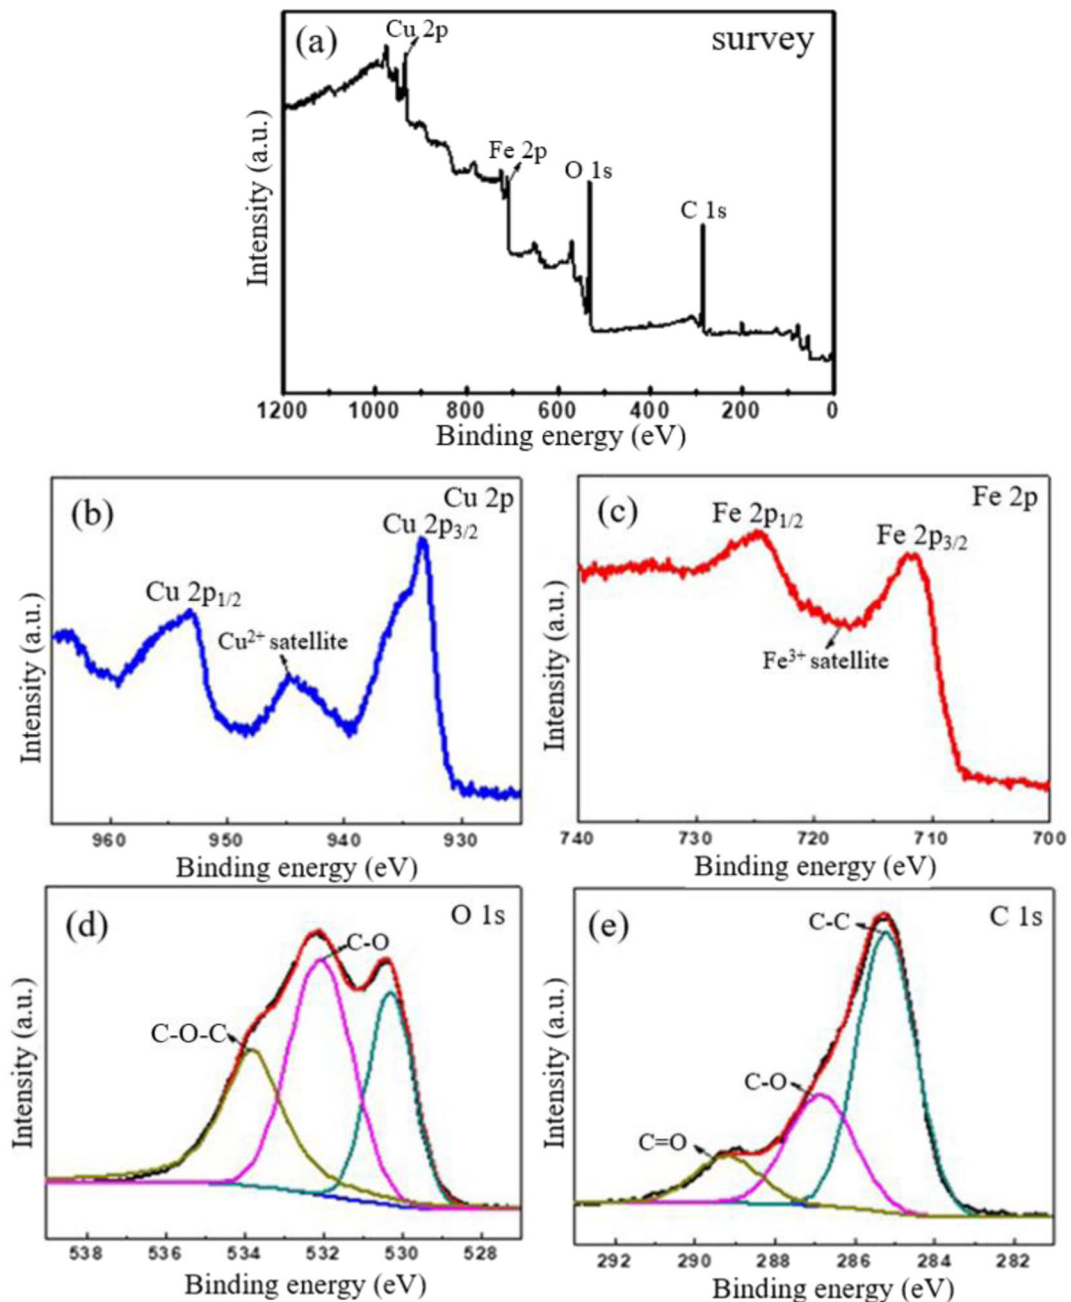 (a)
Cu 2p
survey
Fe 2p
O 1s
C 1s
Intensity (a.u.)
1200 1000 800 600 400 200 0
Binding energy (eV)
(b)
Cu 2p
Cu 2p3/2
Cu 2p1/2
Cu2+ satellite
Intensity (a.u.)
960 950 940 930
Binding energy (eV)
(c)
Fe 2p
Fe 2p1/2
Fe 2p3/2
Fe3+ satellite
Intensity (a.u.)
740 730 720 710 700
Binding energy (eV)
(d)
O 1s
C-O
C-O-C
Intensity (a.u.)
538 536 534 532 530 528
Binding energy (eV)
(e)
C 1s
C-C
C-O
C=O
Intensity (a.u.)
292 290 288 286 284 282
Binding energy (eV)